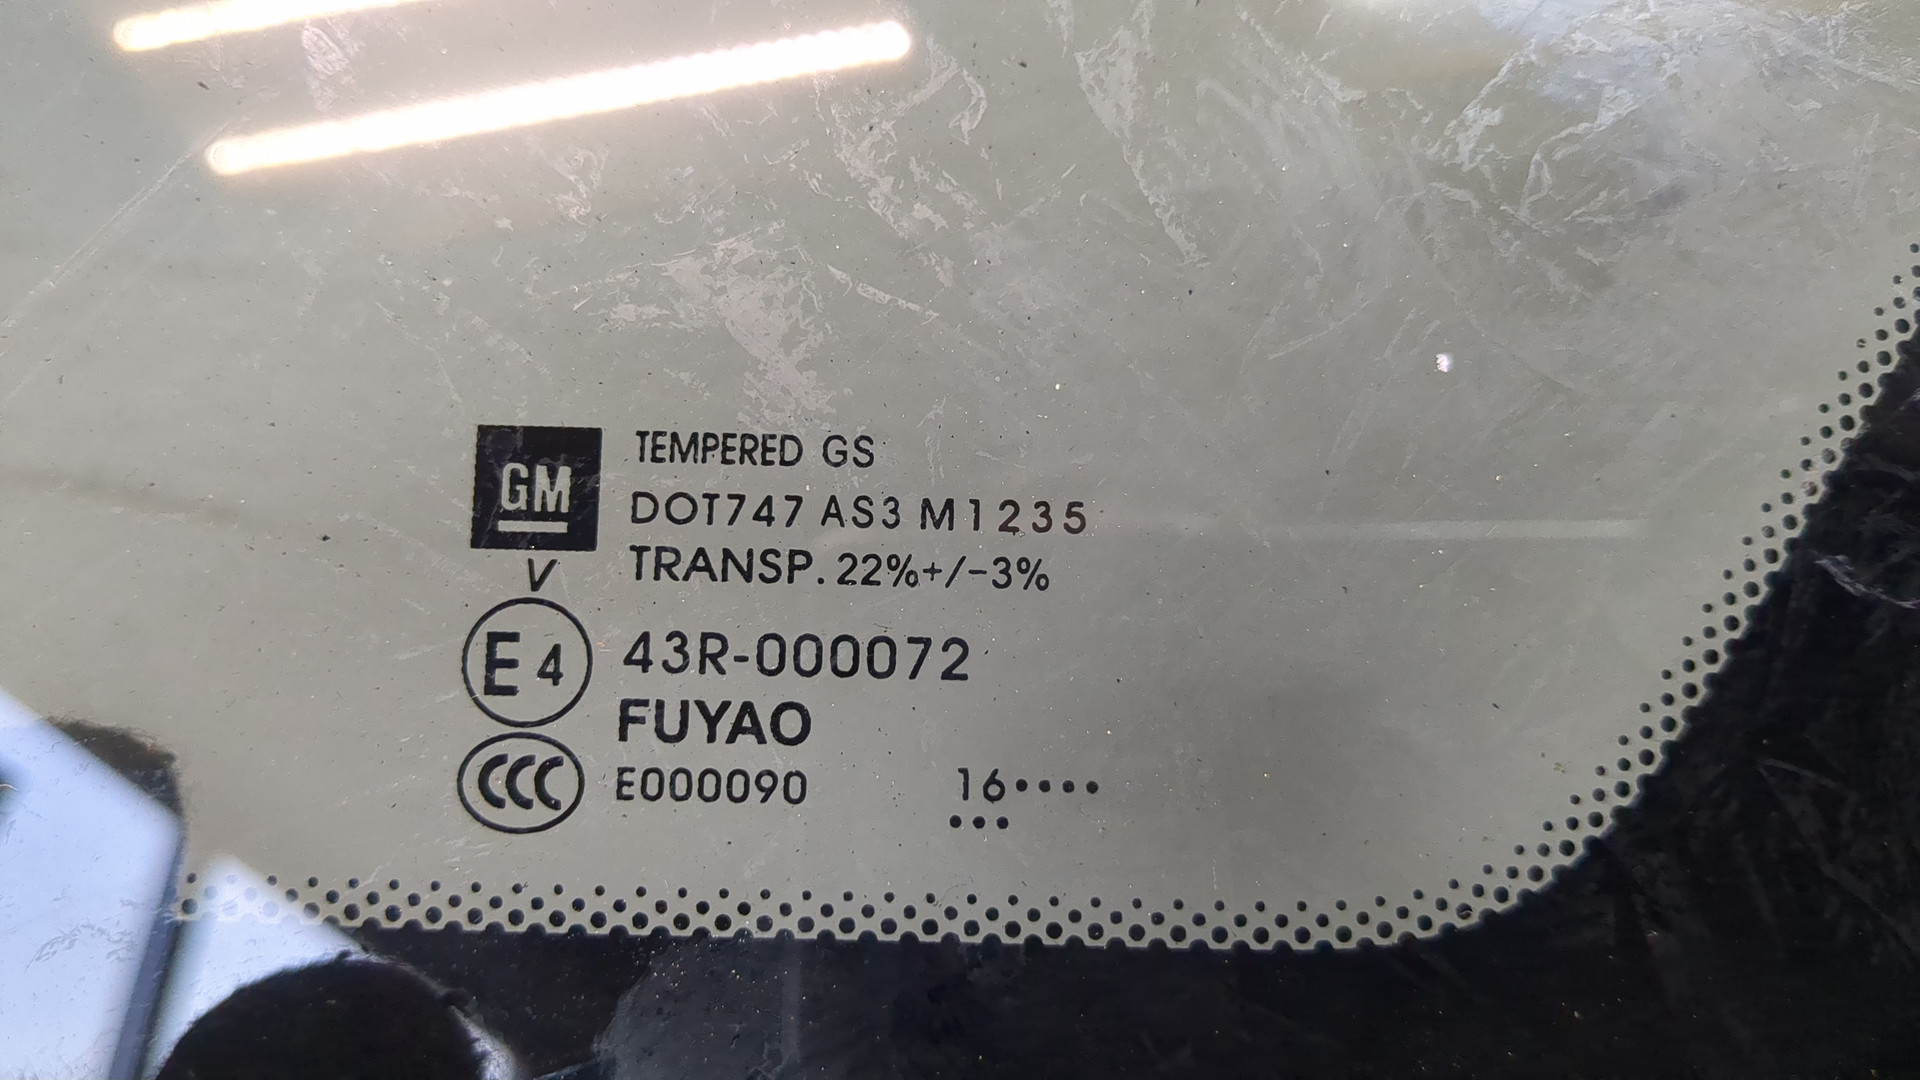 GM
TEMPERED GS
DOT747 AS3 M1235
TRANSP. 22%+/-3%
V
E4 43R-000072
FUYAO
CCC E000090 16••••
•••